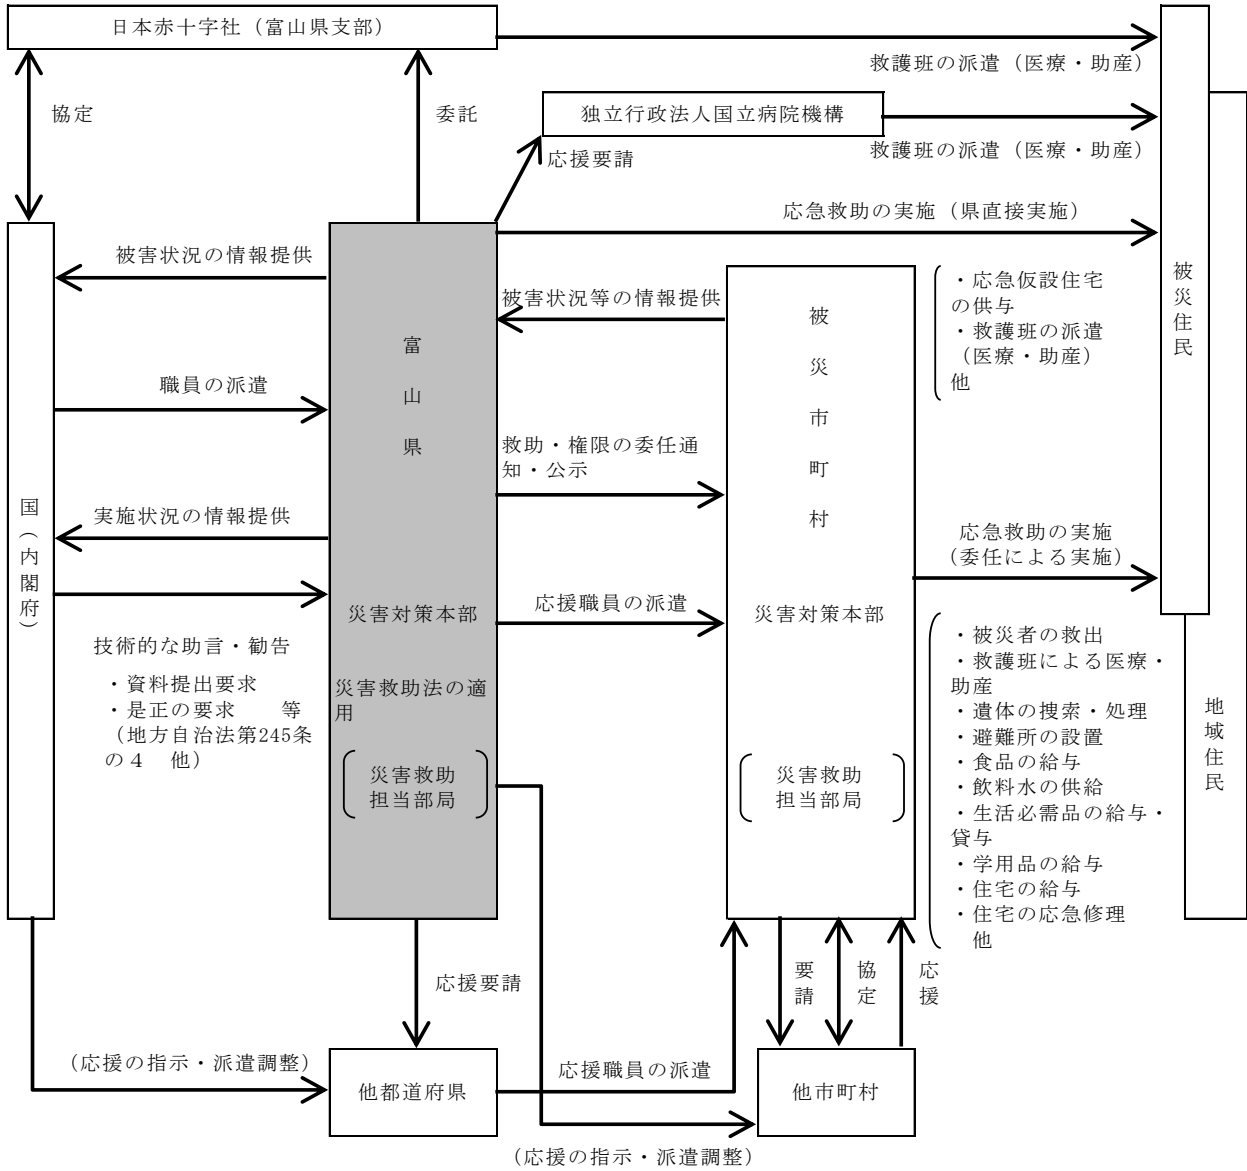 日本赤十字社（富山県支部）
救護班の派遣（医療・助産）
協定
委託
独立行政法人国立病院機構
救護班の派遣（医療・助産）
応援要請
応急救助の実施（県直接実施）
被害状況の情報提供
被害状況等の情報提供
職員の派遣
救助・権限の委任通
知・公示
実施状況の情報提供
国（内閣府）
技術的な助言・勧告
・資料提出要求
・是正の要求　　等
（地方自治法第245条
の４　他）
富山県
災害対策本部
災害救助法の適
用
災害救助
担当部局
応援職員の派遣
被災市町村
災害対策本部
災害救助
担当部局
・応急仮設住宅
の供与
・救護班の派遣
（医療・助産）
他
応急救助の実施
（委任による実施）
・被災者の救出
・救護班による医療・
助産
・遺体の捜索・処理
・避難所の設置
・食品の給与
・飲料水の供給
・生活必需品の給与・
貸与
・学用品の給与
・住宅の給与
・住宅の応急修理
他
被災住民
地域住民
応援要請
要請
協定
応援
（応援の指示・派遣調整）
他都道府県
応援職員の派遣
他市町村
（応援の指示・派遣調整）